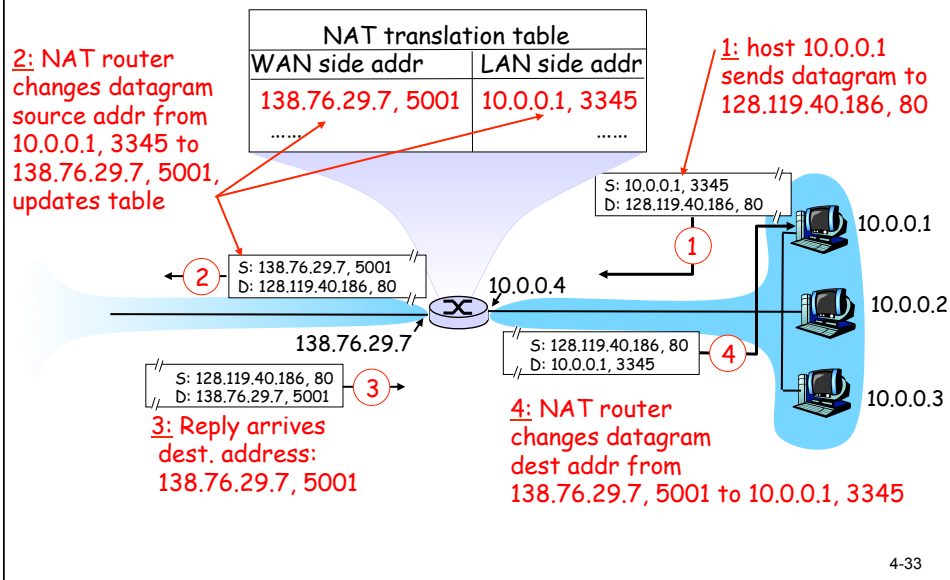 NAT translation table
WAN side addr LAN side addr
138.76.29.7, 5001 10.0.0.1, 3345
...... ......
2: NAT router
changes datagram
source addr from
10.0.0.1, 3345 to
138.76.29.7, 5001,
updates table
1: host 10.0.0.1
sends datagram to
128.119.40.186, 80
S: 10.0.0.1, 3345
D: 128.119.40.186, 80
1
10.0.0.1
S: 138.76.29.7, 5001
D: 128.119.40.186, 80
2
10.0.0.4
10.0.0.2
138.76.29.7
S: 128.119.40.186, 80
D: 10.0.0.1, 3345
4
S: 128.119.40.186, 80
D: 138.76.29.7, 5001
3
10.0.0.3
3: Reply arrives
dest. address:
138.76.29.7, 5001
4: NAT router
changes datagram
dest addr from
138.76.29.7, 5001 to 10.0.0.1, 3345
4-33